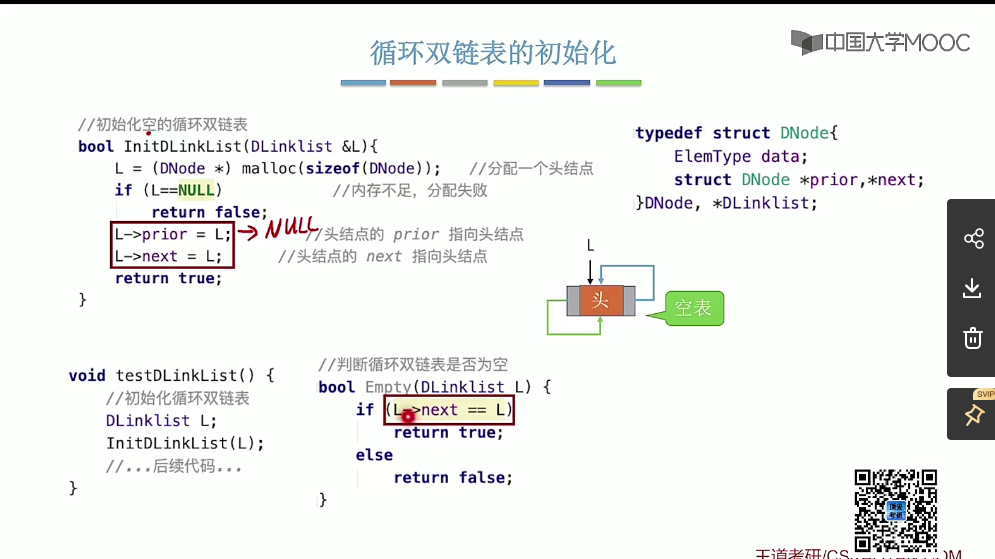 循环双链表的初始化
中国大学MOOC
//初始化空的循环双链表
bool InitDLinkList(DLinklist &L){
L = (DNode *) malloc(sizeof(DNode)); //分配一个头结点
if (L==NULL) //内存不足，分配失败
return false;
L->prior = L; → NULL //头结点的 prior 指向头结点
L->next = L; //头结点的 next 指向头结点
return true;
}
typedef struct DNode{
ElemType data;
struct DNode *prior,*next;
}DNode, *DLinklist;
L
头
空表
void testDLinkList() {
//初始化循环双链表
DLinklist L;
InitDLinkList(L);
//...后续代码...
}
//判断循环双链表是否为空
bool Empty(DLinklist L) {
if (L->next == L)
return true;
else
return false;
}
SVIP
王道考研/CSKAOYAN.COM